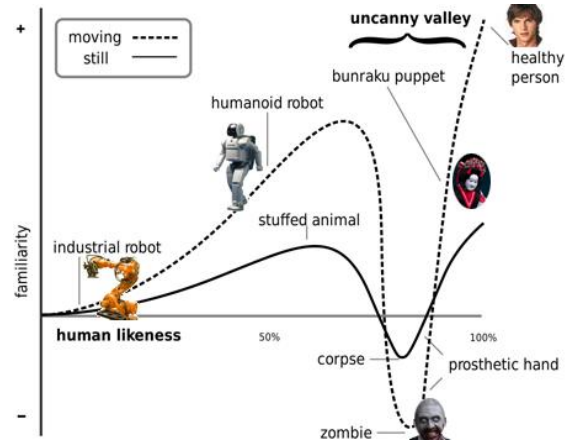 +
moving
still
uncanny valley
healthy
person
bunraku puppet
humanoid robot
stuffed animal
industrial robot
familiarity
human likeness
50%
100%
corpse
prosthetic hand
−
zombie